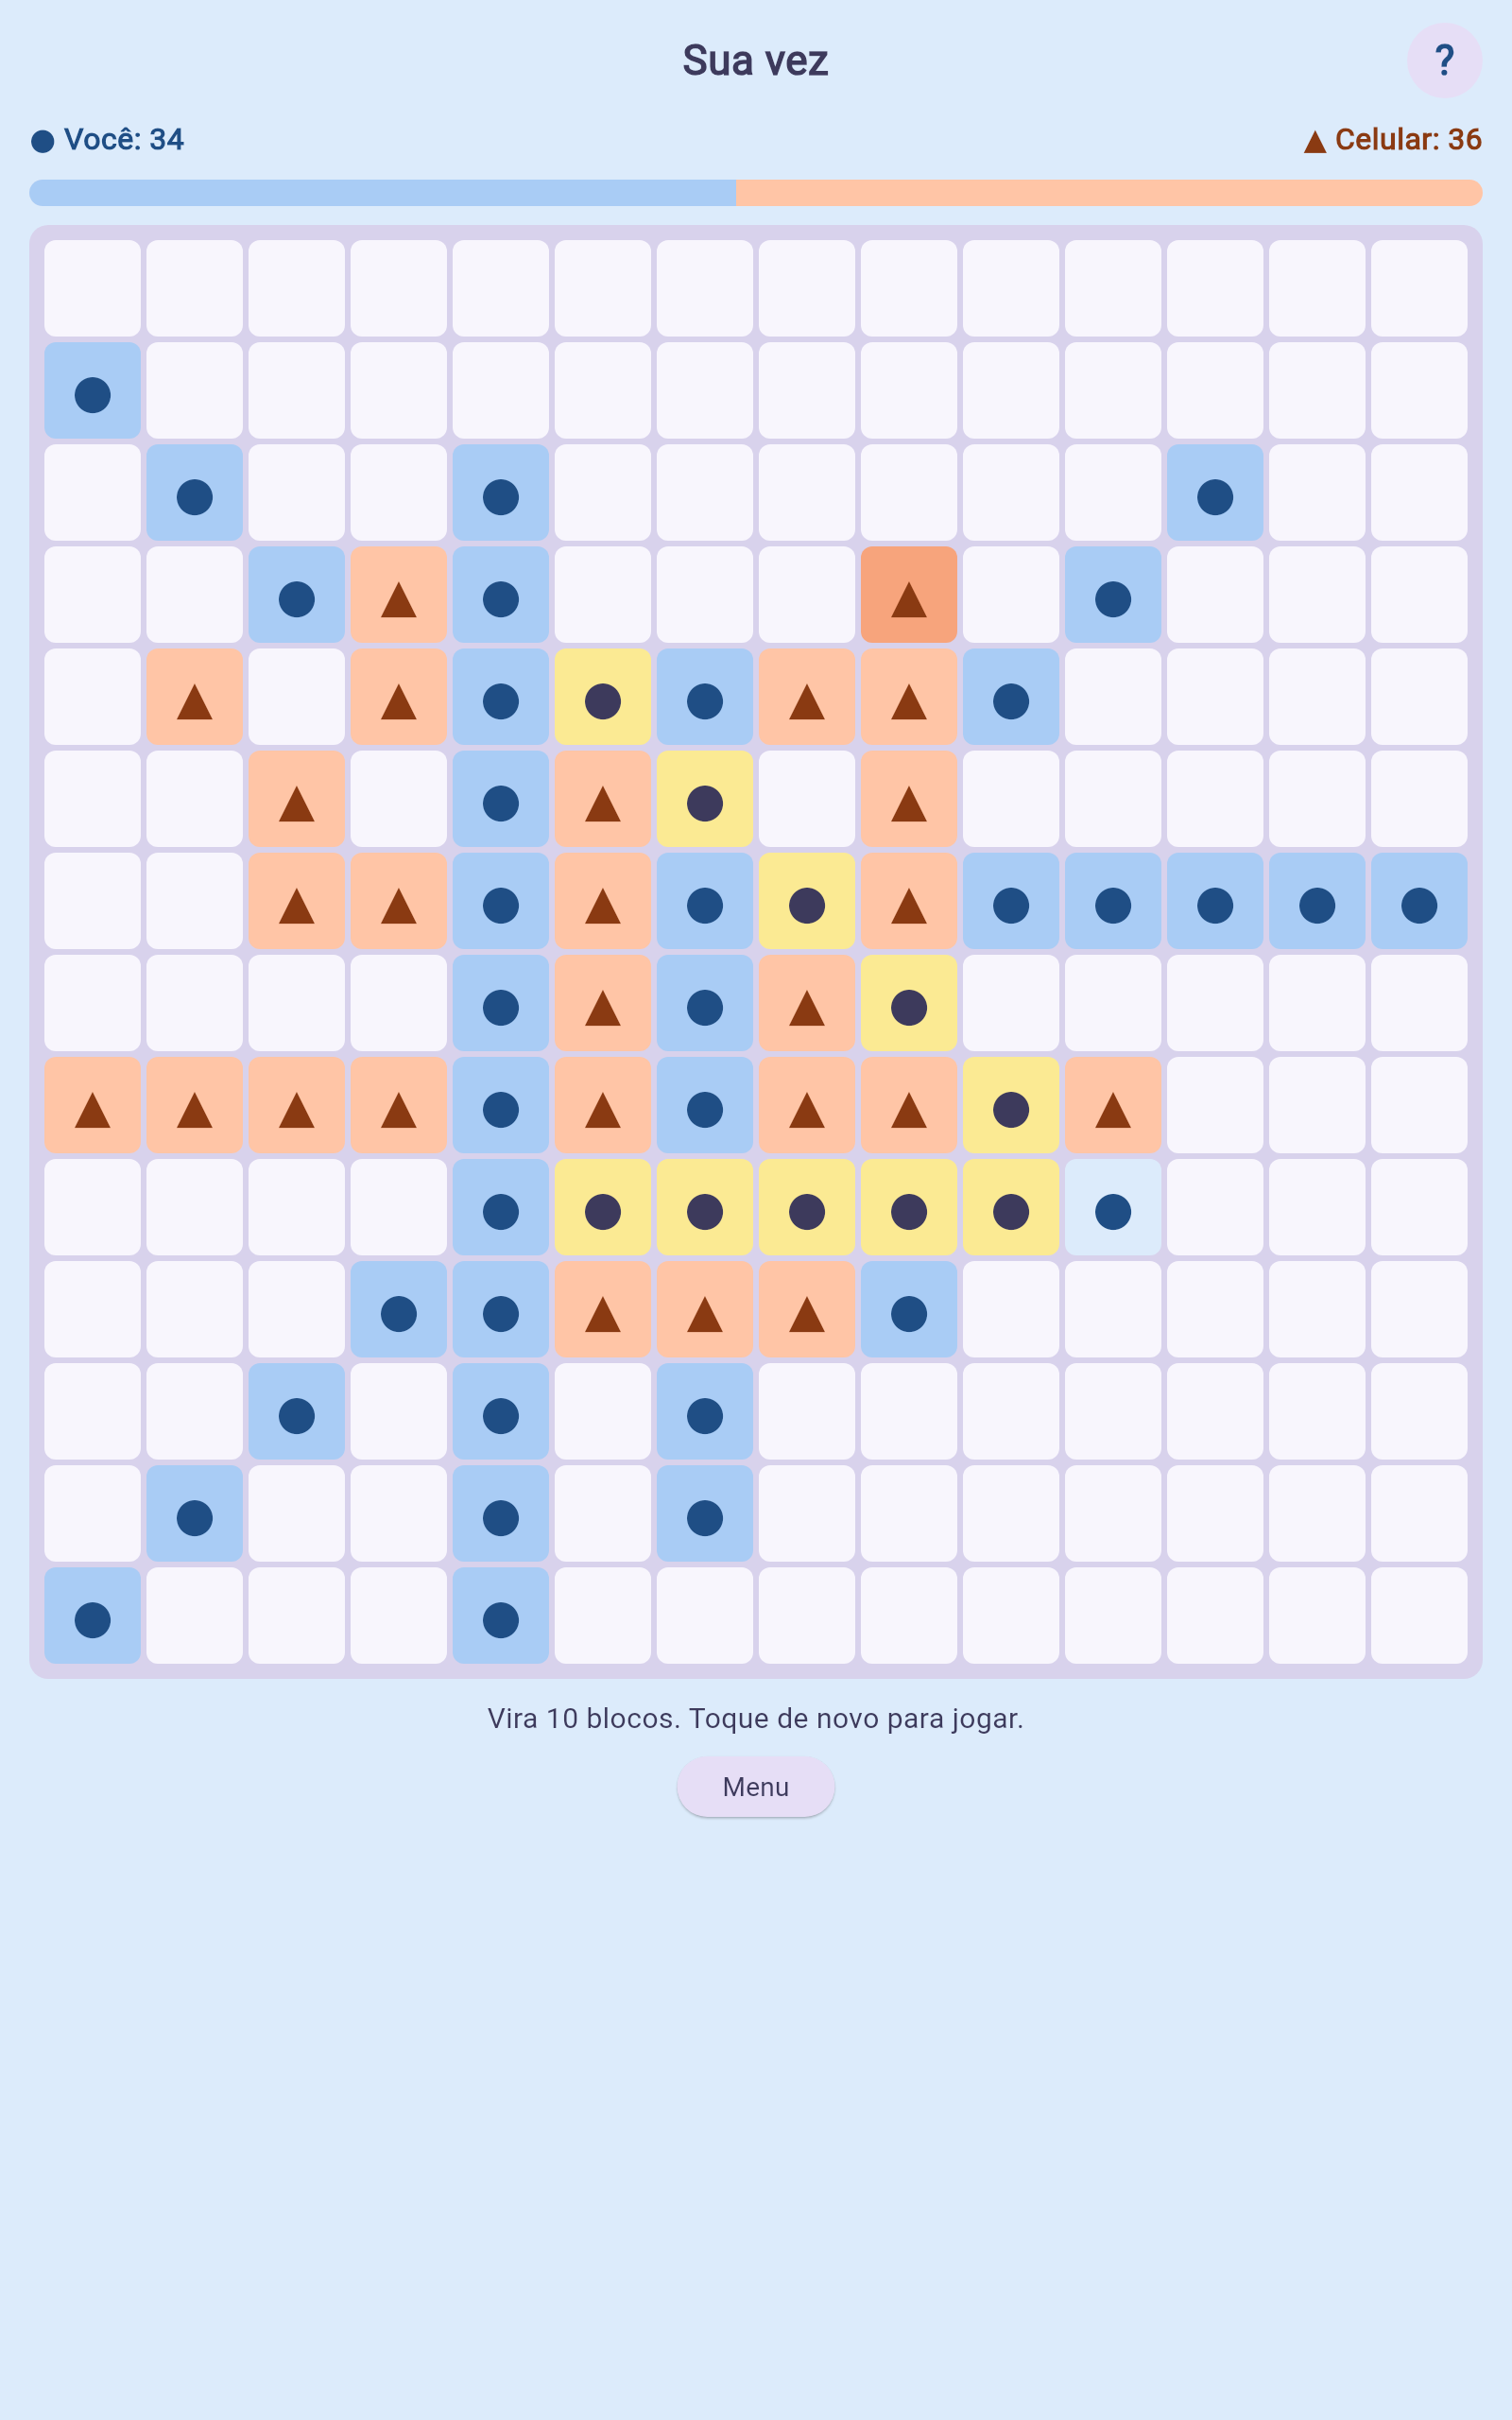 Sua vez
?
Você: 34
Celular: 36
Vira 10 blocos. Toque de novo para jogar.
Menu